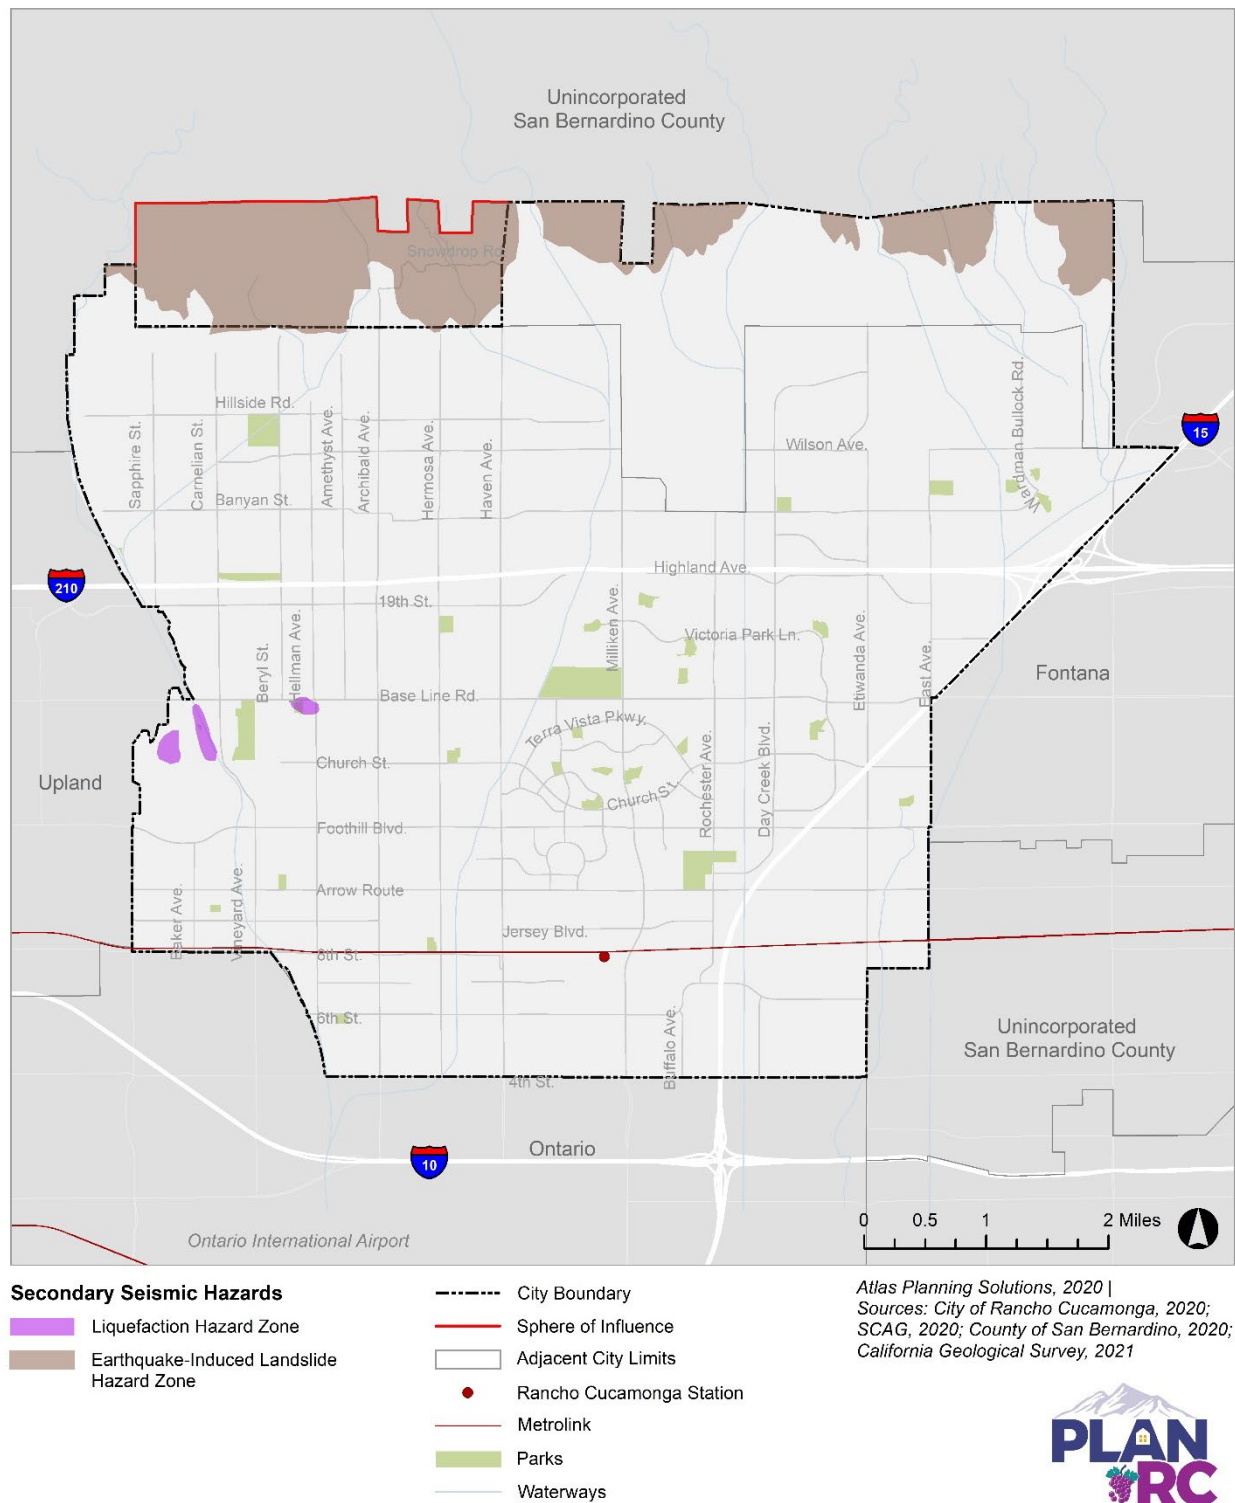 Unincorporated
San Bernardino County
Snowdrop Rd.
Hillside Rd.
Sapphire St.
Carnelian St.
Amethyst Ave.
Archibald Ave.
Hermosa Ave.
Haven Ave.
Wilson Ave.
Wardman Bullock Rd.
15
Banyan St.
210
Highland Ave.
19th St.
Beryl St.
Hellman Ave.
Milliken Ave.
Victoria Park Ln.
Etiwanda Ave.
East Ave.
Fontana
Base Line Rd.
Terra Vista Pkwy.
Upland
Church St.
Church St.
Rochester Ave.
Day Creek Blvd.
Foothill Blvd.
Arrow Route
Baker Ave.
Vineyard Ave.
Jersey Blvd.
8th St.
6th St.
Buffalo Ave.
Unincorporated
San Bernardino County
4th St.
Ontario
10
Ontario International Airport
0 0.5 1 2 Miles
Secondary Seismic Hazards
Liquefaction Hazard Zone
Earthquake-Induced Landslide
Hazard Zone
City Boundary
Sphere of Influence
Adjacent City Limits
Rancho Cucamonga Station
Metrolink
Parks
Waterways
Atlas Planning Solutions, 2020 |
Sources: City of Rancho Cucamonga, 2020;
SCAG, 2020; County of San Bernardino, 2020;
California Geological Survey, 2021
PLAN
RC